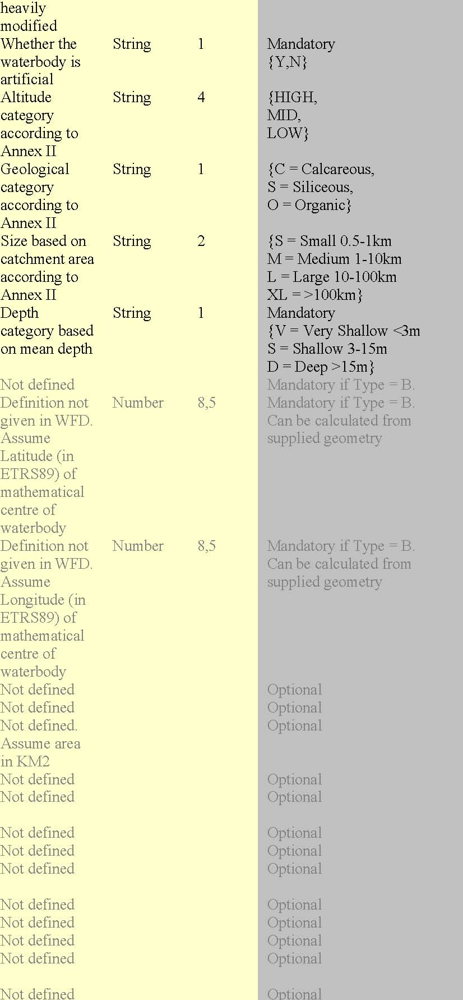 heavily
modified
Whether the String 1 Mandatory
waterbody is {Y,N}
artificial
Altitude String 4 {HIGH,
category MID,
according to LOW}
Annex II
Geological String 1 {C = Calcareous,
category S = Siliceous,
according to O = Organic}
Annex II
Size based on String 2 {S = Small 0.5-1km
catchment area M = Medium 1-10km
according to L = Large 10-100km
Annex II XL = >100km}
Depth String 1 Mandatory
category based {V = Very Shallow <3m
on mean depth S = Shallow 3-15m
D = Deep >15m}
Not defined Mandatory if Type = B.
Definition not Number 8,5 Mandatory if Type = B.
given in WFD. Can be calculated from
Assume supplied geometry
Latitude (in
ETRS89) of
mathematical
centre of
waterbody
Definition not Number 8,5 Mandatory if Type = B.
given in WFD. Can be calculated from
Assume supplied geometry
Longitude (in
ETRS89) of
mathematical
centre of
waterbody
Not defined Optional
Not defined Optional
Not defined. Optional
Assume area
in KM2
Not defined Optional
Not defined Optional
Not defined Optional
Not defined Optional
Not defined Optional
Not defined Optional
Not defined Optional
Not defined Optional
Not defined Optional
Not defined Optional